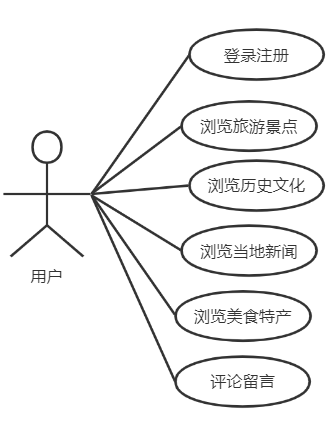 登录注册
浏览旅游景点
浏览历史文化
浏览当地新闻
用户
浏览美食特产
评论留言